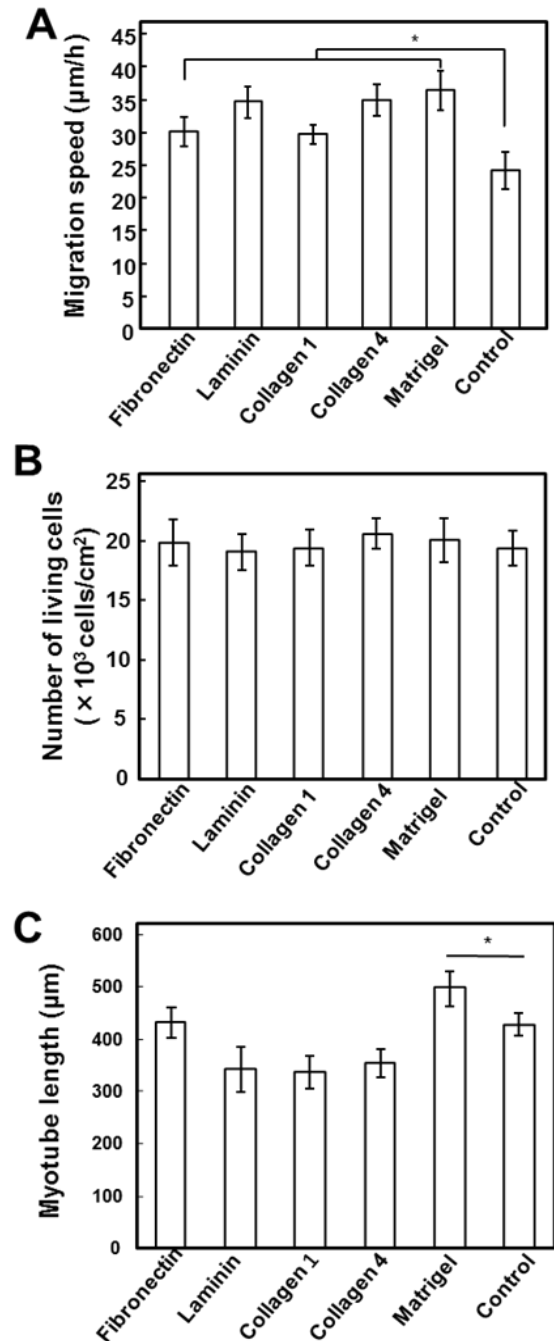 A
Migration speed (μm/h)
45
40
35
30
25
20
15
10
5
0
*
Fibronectin
Laminin
Collagen 1
Collagen 4
Matrigel
Control
B
Number of living cells
(×10³ cells/cm²)
25
20
15
10
5
0
Fibronectin
Laminin
Collagen 1
Collagen 4
Matrigel
Control
C
Myotube length (μm)
600
500
400
300
200
100
0
*
Fibronectin
Laminin
Collagen 1
Collagen 4
Matrigel
Control